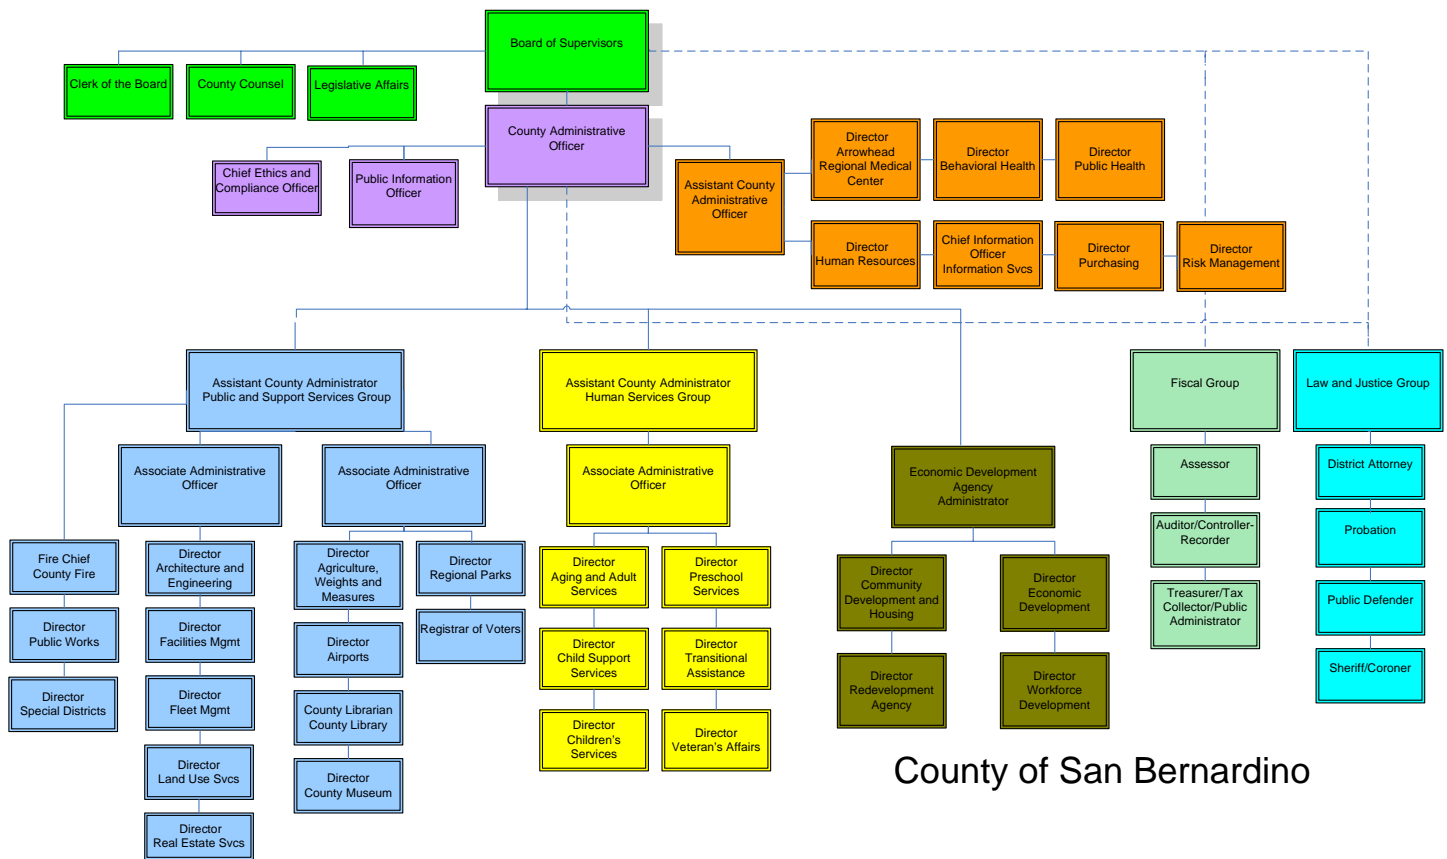 Board of Supervisors
Clerk of the Board
County Counsel
Legislative Affairs
County Administrative
Officer
Chief Ethics and
Compliance Officer
Public Information
Officer
Assistant County
Administrative
Officer
Director
Arrowhead
Regional Medical
Center
Director
Behavioral Health
Director
Public Health
Director
Human Resources
Chief Information
Officer
Information Svcs
Director
Purchasing
Director
Risk Management
Assistant County Administrator
Public and Support Services Group
Assistant County Administrator
Human Services Group
Fiscal Group
Law and Justice Group
Associate Administrative
Officer
Associate Administrative
Officer
Associate Administrative
Officer
Economic Development
Agency
Administrator
Assessor
District Attorney
Fire Chief
County Fire
Director
Public Works
Director
Special Districts
Director
Architecture and
Engineering
Director
Facilities Mgmt
Director
Fleet Mgmt
Director
Land Use Svcs
Director
Real Estate Svcs
Director
Agriculture,
Weights and
Measures
Director
Airports
County Librarian
County Library
Director
County Museum
Director
Regional Parks
Registrar of Voters
Director
Aging and Adult
Services
Director
Child Support
Services
Director
Children's
Services
Director
Preschool
Services
Director
Transitional
Assistance
Director
Veteran's Affairs
Director
Community
Development and
Housing
Director
Redevelopment
Agency
Director
Economic
Development
Director
Workforce
Development
Auditor/Controller-
Recorder
Treasurer/Tax
Collector/Public
Administrator
Probation
Public Defender
Sheriff/Coroner
County of San Bernardino